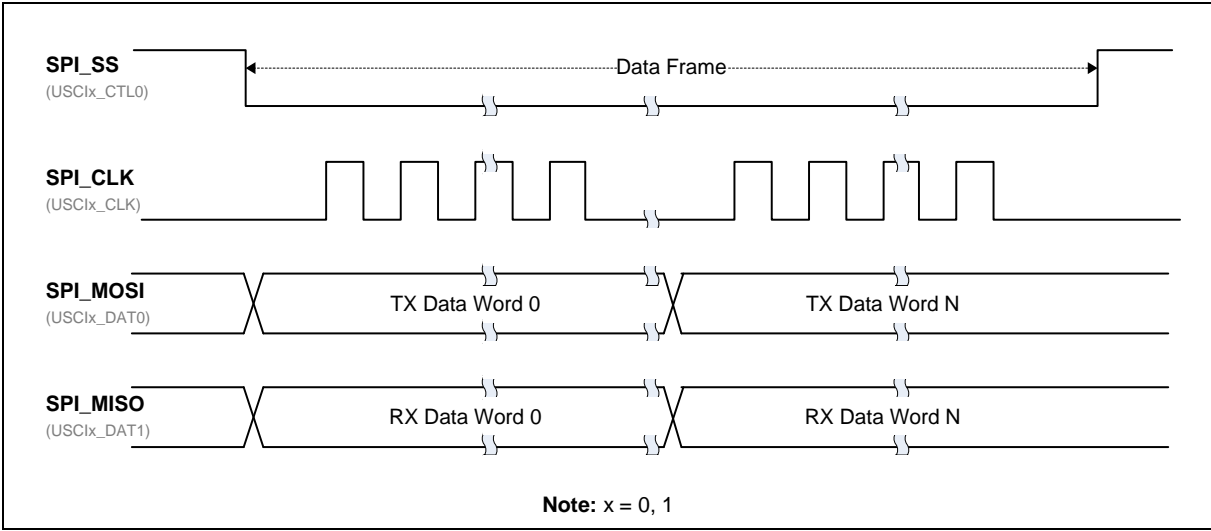 SPI_SS
(USCIx_CTL0)
Data Frame
SPI_CLK
(USCIx_CLK)
SPI_MOSI
(USCIx_DAT0)
TX Data Word 0
TX Data Word N
SPI_MISO
(USCIx_DAT1)
RX Data Word 0
RX Data Word N
Note: x = 0, 1